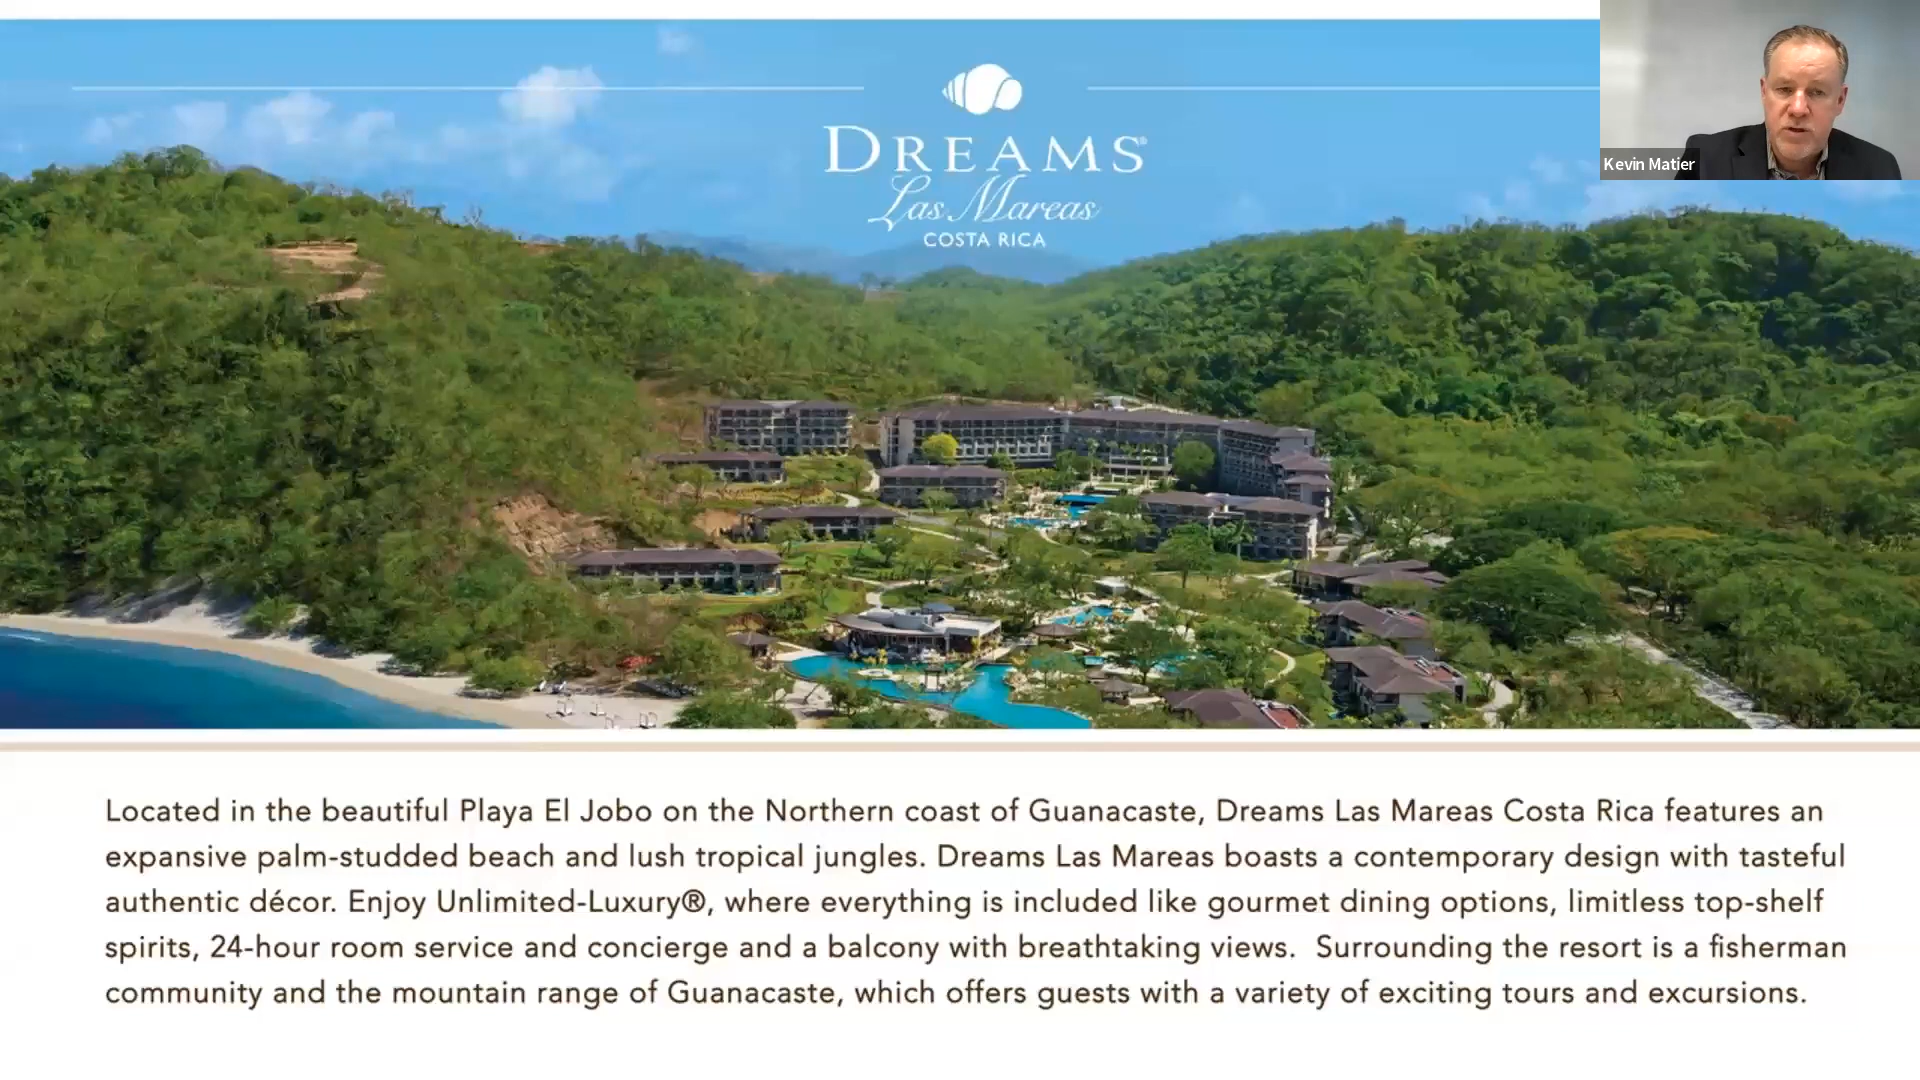 DREAMS®
Las Mareas
COSTA RICA
Kevin Matier
Located in the beautiful Playa El Jobo on the Northern coast of Guanacaste, Dreams Las Mareas Costa Rica features an
expansive palm-studded beach and lush tropical jungles. Dreams Las Mareas boasts a contemporary design with tasteful
authentic décor. Enjoy Unlimited-Luxury®, where everything is included like gourmet dining options, limitless top-shelf
spirits, 24-hour room service and concierge and a balcony with breathtaking views. Surrounding the resort is a fisherman
community and the mountain range of Guanacaste, which offers guests with a variety of exciting tours and excursions.